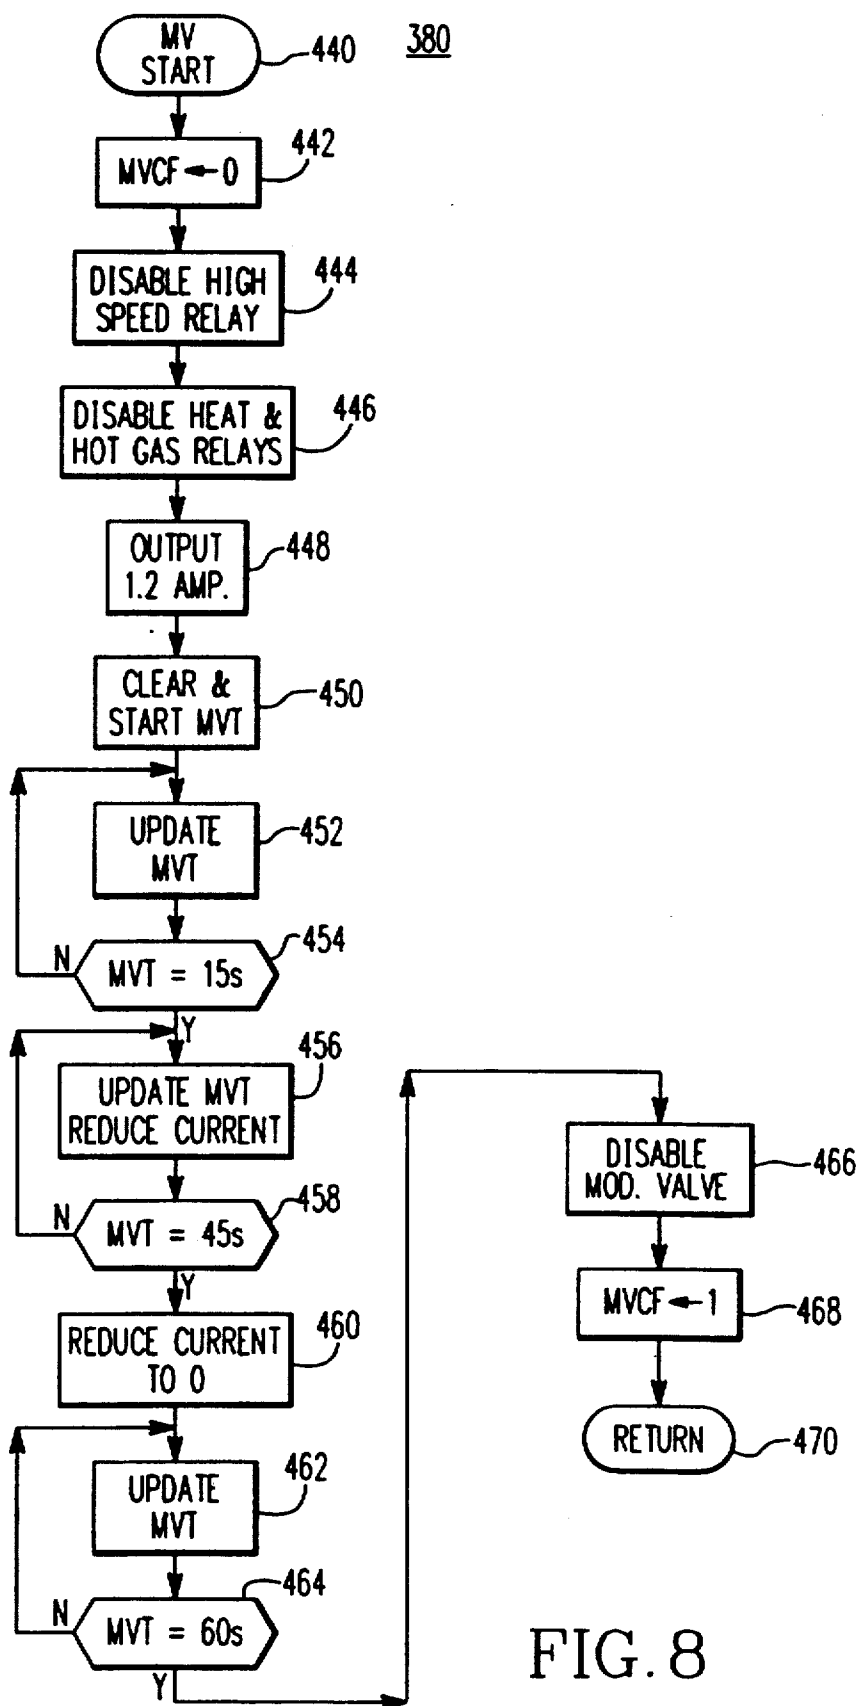 MV
START
440
380
MVCF ← 0
442
DISABLE HIGH
SPEED RELAY
444
DISABLE HEAT &
HOT GAS RELAYS
446
OUTPUT
1.2 AMP.
448
CLEAR &
START MVT
450
UPDATE
MVT
452
MVT = 15s
454
N
Y
UPDATE MVT
REDUCE CURRENT
456
MVT = 45s
458
N
Y
REDUCE CURRENT
TO 0
460
UPDATE
MVT
462
MVT = 60s
464
N
Y
DISABLE
MOD. VALVE
466
MVCF ← 1
468
RETURN
470
FIG. 8